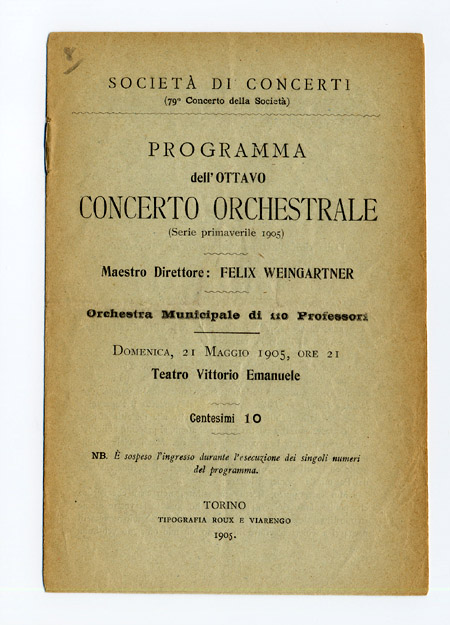 8
SOCIETÀ DI CONCERTI
(79º Concerto della Società)
PROGRAMMA
dell'OTTAVO
CONCERTO ORCHESTRALE
(Serie primaverile 1905)
Maestro Direttore: FELIX WEINGARTNER
Orchestra Municipale di 110 Professori
DOMENICA, 21 MAGGIO 1905, ORE 21
Teatro Vittorio Emanuele
Centesimi 10
NB. È sospeso l'ingresso durante l'esecuzione dei singoli numeri
del programma.
TORINO
TIPOGRAFIA ROUX E VIARENGO
1905.